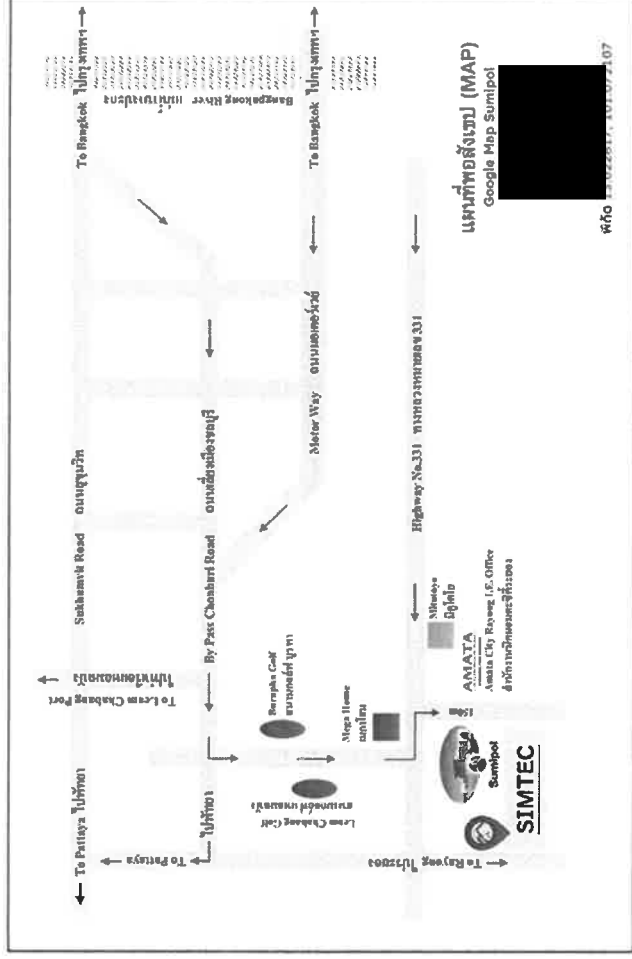 To Pattaya ไปพัทยา
Sukhumvit Road ถนนสุขุมวิท
To Bangkok ไปกรุงเทพฯ
To Leam Chabang Port
ไปท่าเรือแหลมฉบัง
Bangpakong River แม่น้ำบางปะกง
To Pattaya
ไปพัทยา
By Pass Chonburi Road ถนนเลี่ยงเมืองชลบุรี
Burapha Golf
สนามกอล์ฟ บูรพา
Leam Chabang Golf
สนามกอล์ฟ แหลมฉบัง
Mega Home
เมกาโฮม
Motor Way ถนนมอเตอร์เวย์
To Bangkok ไปกรุงเทพฯ
To Rayong ไประยอง
Highway No.331 ทางหลวงหมายเลข 331
Mitutoyo
มิตูโตโย
AMATA
Amata City Rayong I.E. Office
สำนักงานนิคมอมตะซิตี้ระยอง
Sumipol
SIMTEC
แผนที่พอสังเขป (MAP)
Google Map Sumipol
พิกัด